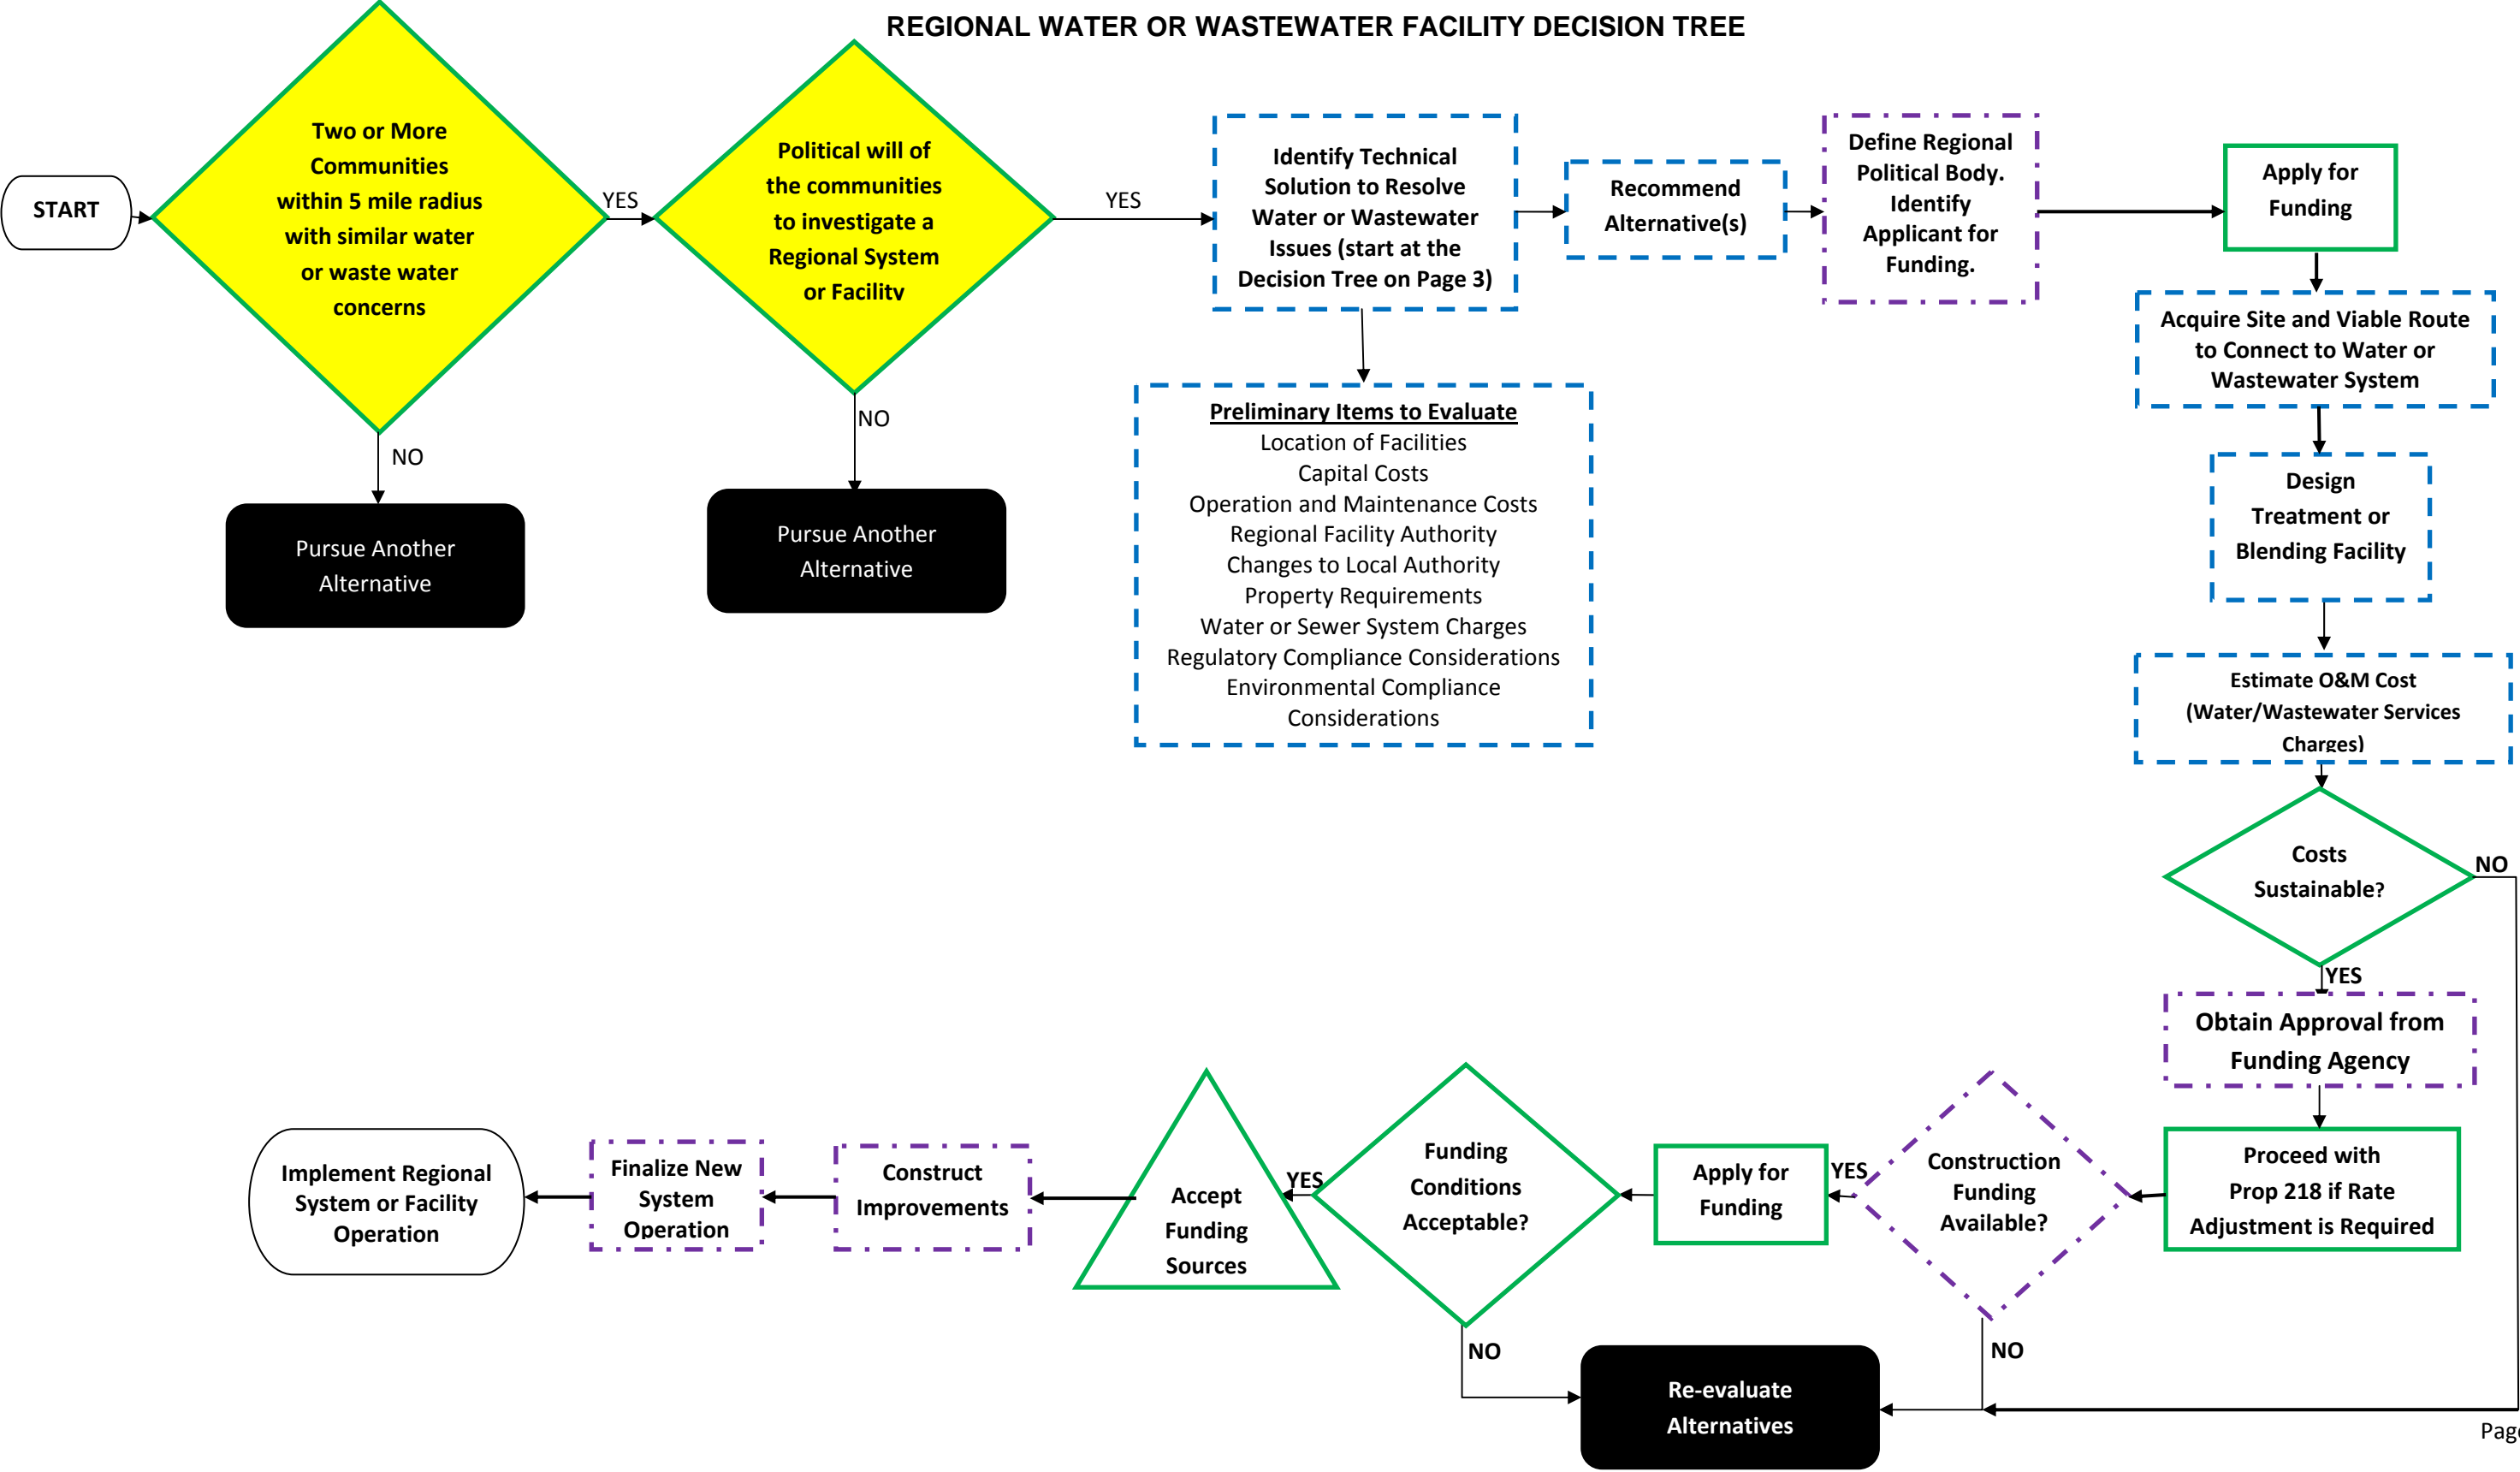 REGIONAL WATER OR WASTEWATER FACILITY DECISION TREE
START
Two or More
Communities
within 5 mile radius
with similar water
or waste water
concerns
YES
NO
Pursue Another
Alternative
Political will of
the communities
to investigate a
Regional System
or Facility
YES
NO
Pursue Another
Alternative
Identify Technical
Solution to Resolve
Water or Wastewater
Issues (start at the
Decision Tree on Page 3)
Preliminary Items to Evaluate
Location of Facilities
Capital Costs
Operation and Maintenance Costs
Regional Facility Authority
Changes to Local Authority
Property Requirements
Water or Sewer System Charges
Regulatory Compliance Considerations
Environmental Compliance
Considerations
Recommend
Alternative(s)
Define Regional
Political Body.
Identify
Applicant for
Funding.
Apply for
Funding
Acquire Site and Viable Route
to Connect to Water or
Wastewater System
Design
Treatment or
Blending Facility
Estimate O&M Cost
(Water/Wastewater Services
Charges)
Costs
Sustainable?
NO
YES
Obtain Approval from
Funding Agency
Proceed with
Prop 218 if Rate
Adjustment is Required
Construction
Funding
Available?
YES
NO
Apply for
Funding
Funding
Conditions
Acceptable?
YES
NO
Accept
Funding
Sources
Construct
Improvements
Finalize New
System
Operation
Implement Regional
System or Facility
Operation
Re-evaluate
Alternatives